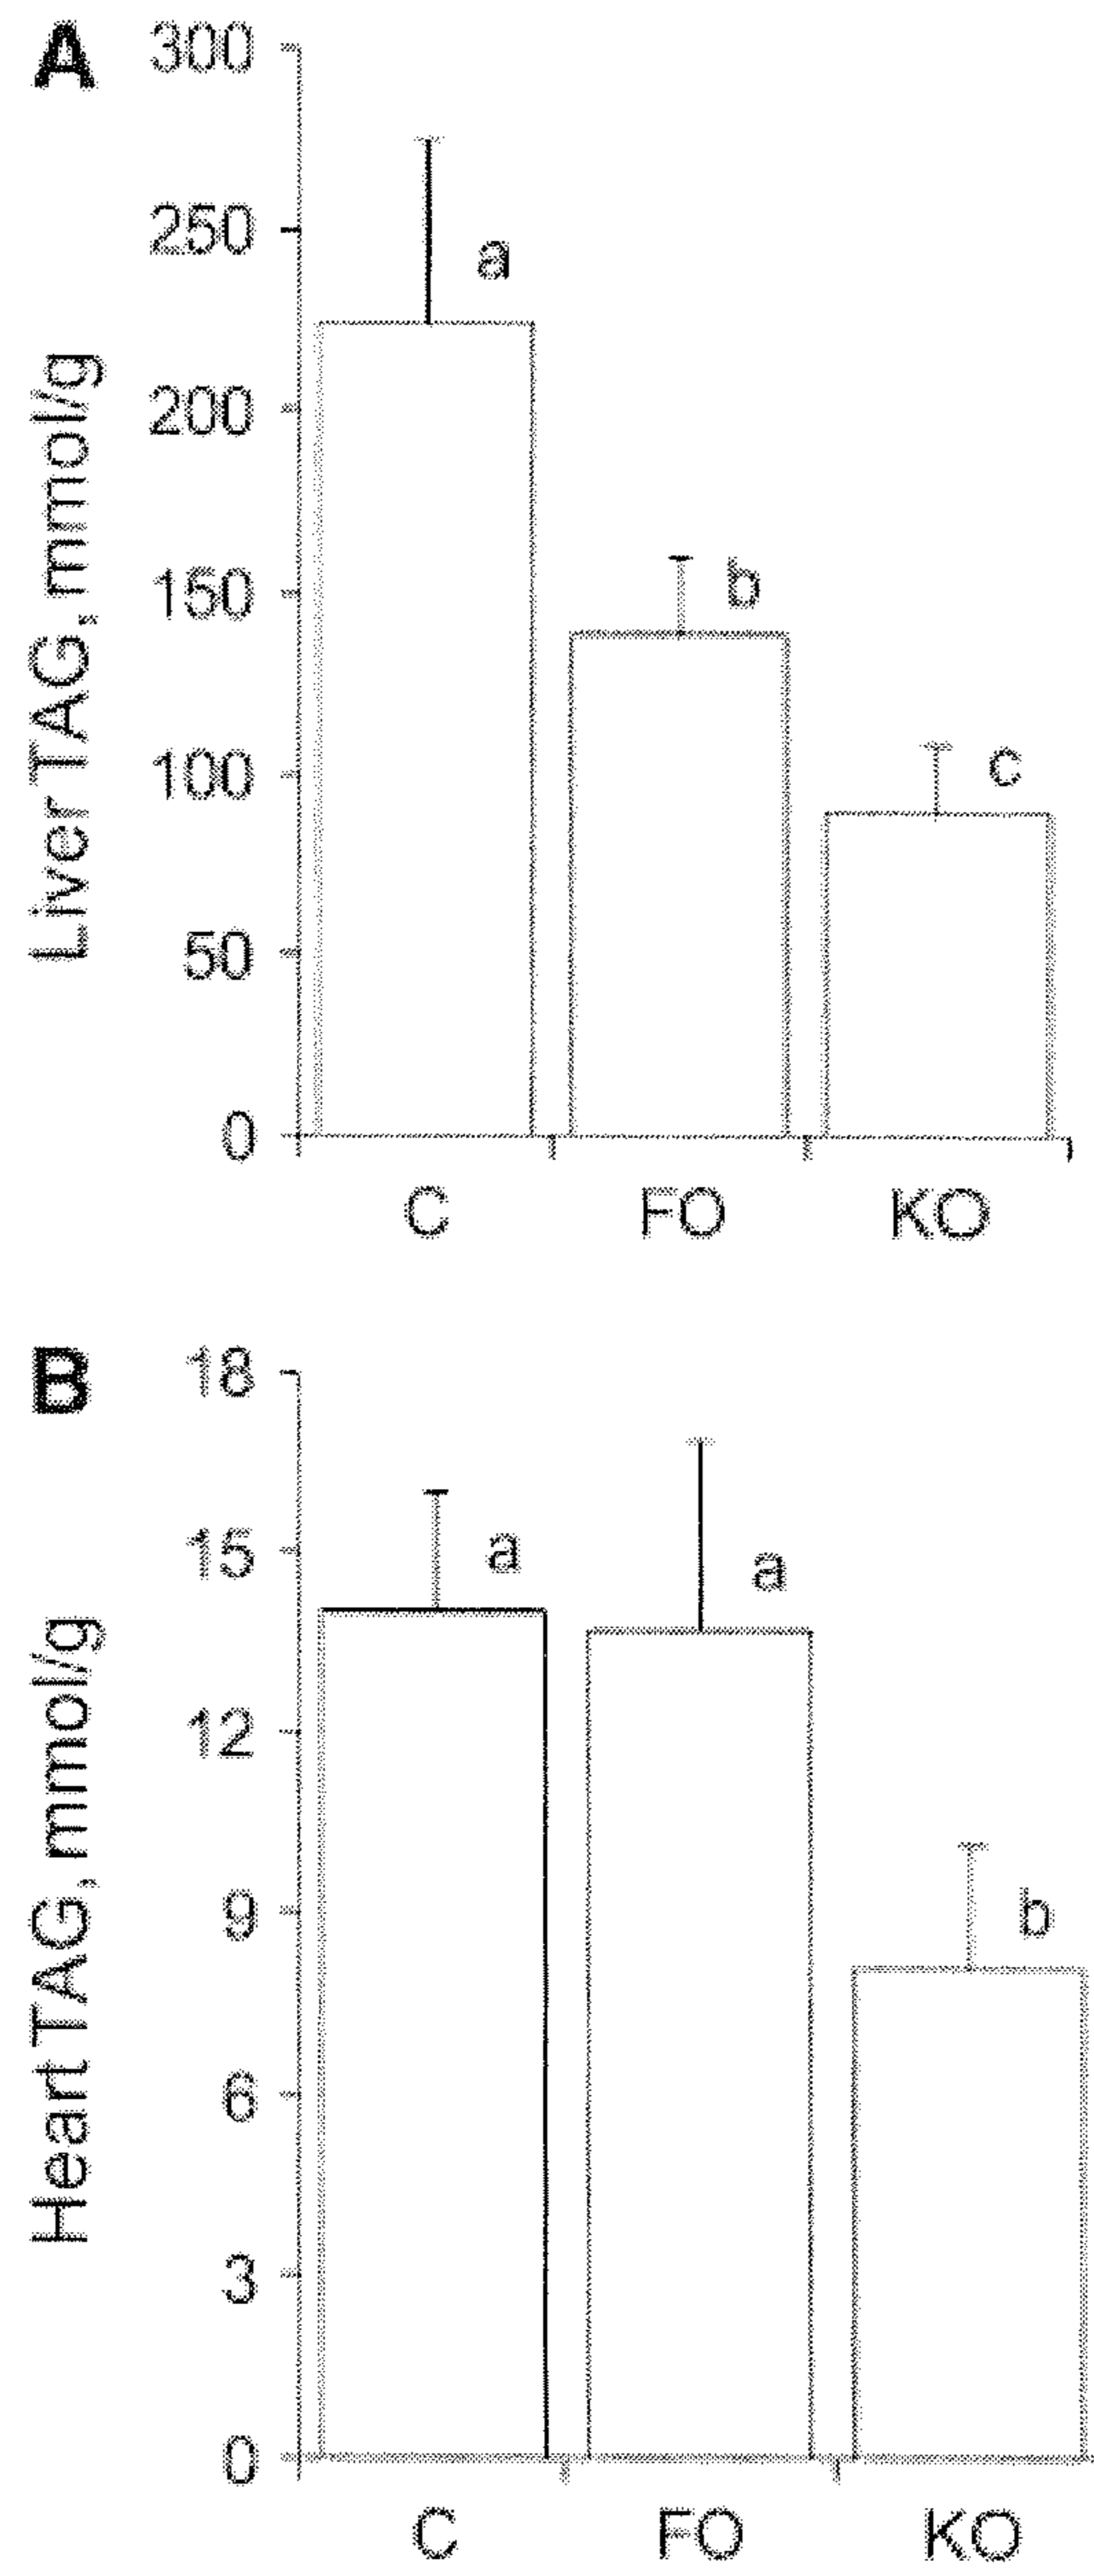 A
300
250
200
150
100
50
0
Liver TAG, mmol/g
a
b
c
C FO KO
B
18
15
12
9
6
3
0
Heart TAG, mmol/g
a
a
b
C FO KO